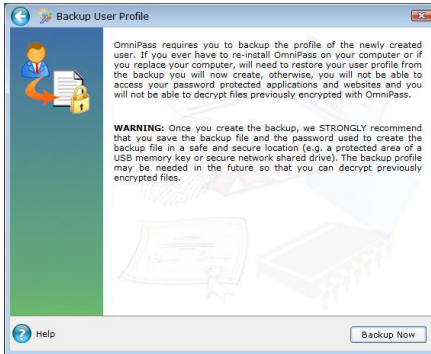 Backup User Profile
OmniPass requires you to backup the profile of the newly created
user. If you ever have to re-install OmniPass on your computer or if
you replace your computer, will need to restore your user profile from
the backup you will now create, otherwise, you will not be able to
access your password protected applications and websites and you
will not be able to decrypt files previously encrypted with OmniPass.
WARNING: Once you create the backup, we STRONGLY recommend
that you save the backup file and the password used to create the
backup file in a safe and secure location (e.g. a protected area of a
USB memory key or secure network shared drive). The backup profile
may be needed in the future so that you can decrypt previously
encrypted files.
Help
Backup Now